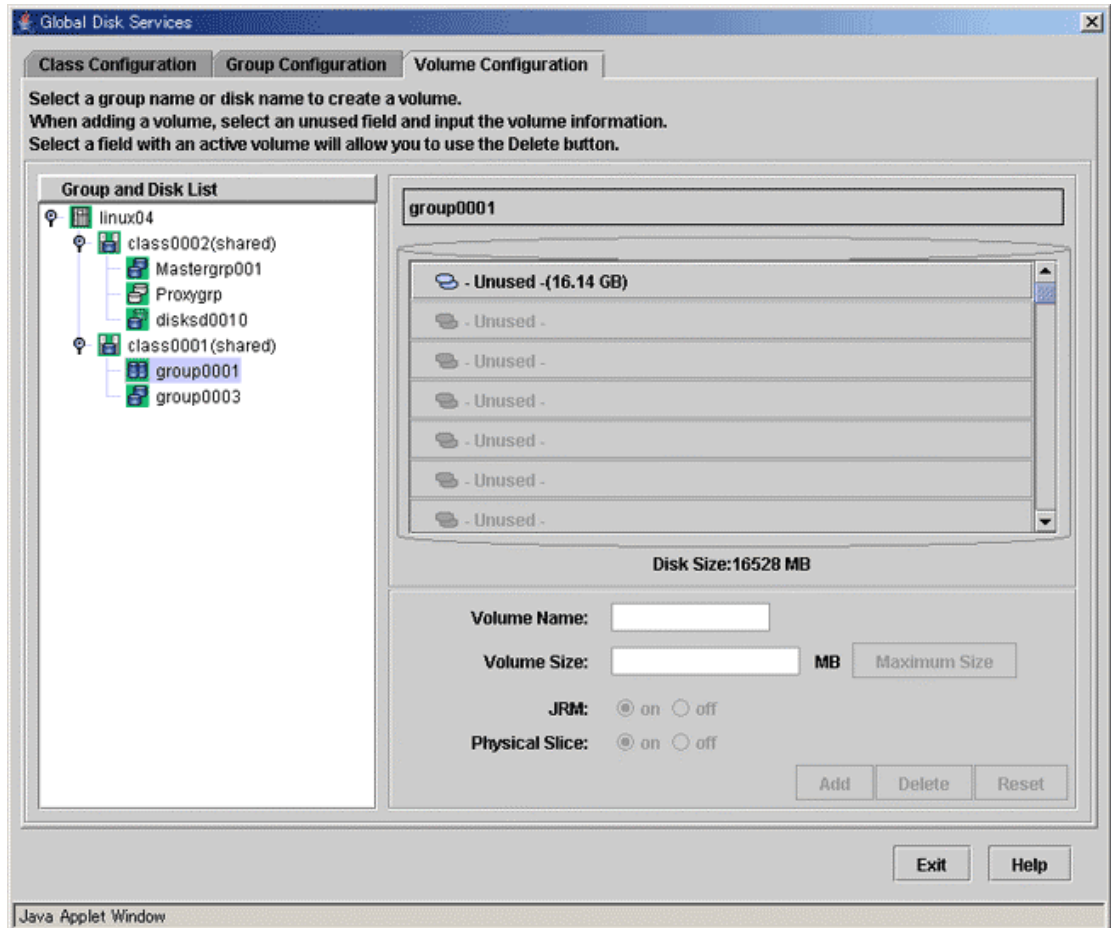 Global Disk Services
Class Configuration Group Configuration Volume Configuration
Select a group name or disk name to create a volume.
When adding a volume, select an unused field and input the volume information.
Select a field with an active volume will allow you to use the Delete button.
Group and Disk List
linux04
class0002(shared)
Mastergrp001
Proxygrp
disksd0010
class0001(shared)
group0001
group0003
group0001
- Unused -(16.14 GB)
- Unused -
- Unused -
- Unused -
- Unused -
- Unused -
- Unused -
Disk Size:16528 MB
Volume Name:
Volume Size: MB Maximum Size
JRM: on off
Physical Slice: on off
Add Delete Reset
Exit Help
Java Applet Window